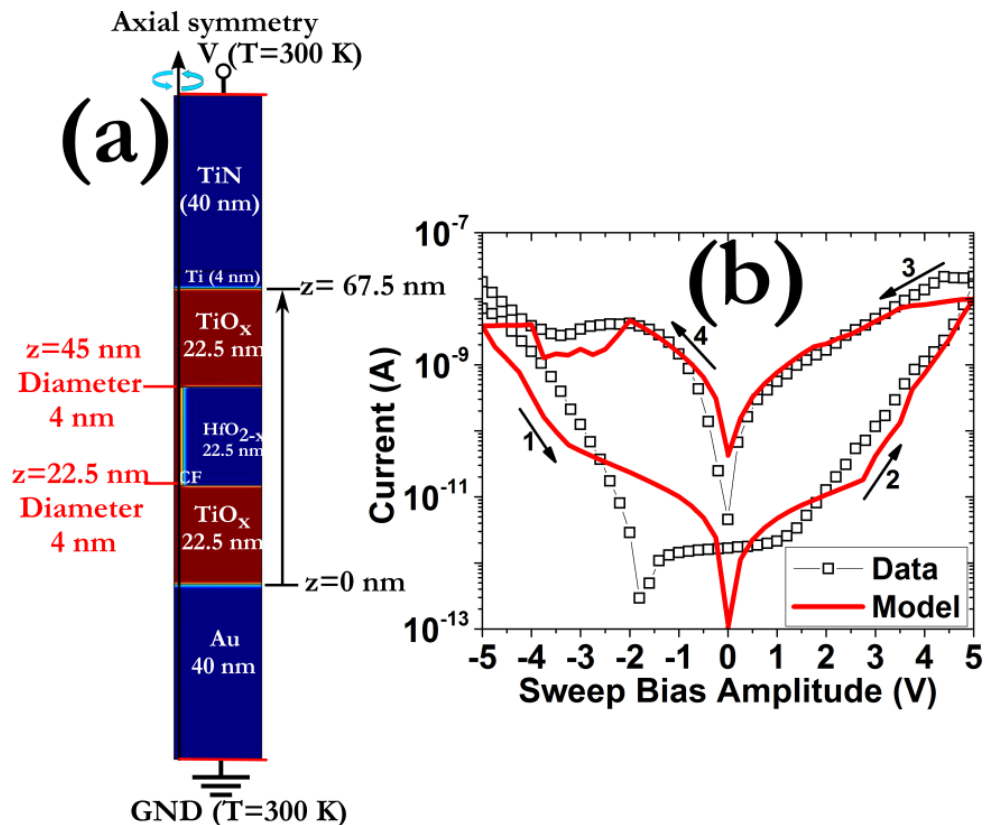 Axial symmetry
V (T=300 K)
(a)
TiN
(40 nm)
Ti (4 nm)
z= 67.5 nm
TiOₓ
22.5 nm
z=45 nm
Diameter
4 nm
HfO₂₋ₓ
22.5 nm
z=22.5 nm
Diameter
4 nm
CF
TiOₓ
22.5 nm
z=0 nm
Au
40 nm
GND (T=300 K)
(b)
10⁻⁷
10⁻⁹
10⁻¹¹
10⁻¹³
Current (A)
1
2
3
4
Data
Model
-5 -4 -3 -2 -1 0 1 2 3 4 5
Sweep Bias Amplitude (V)